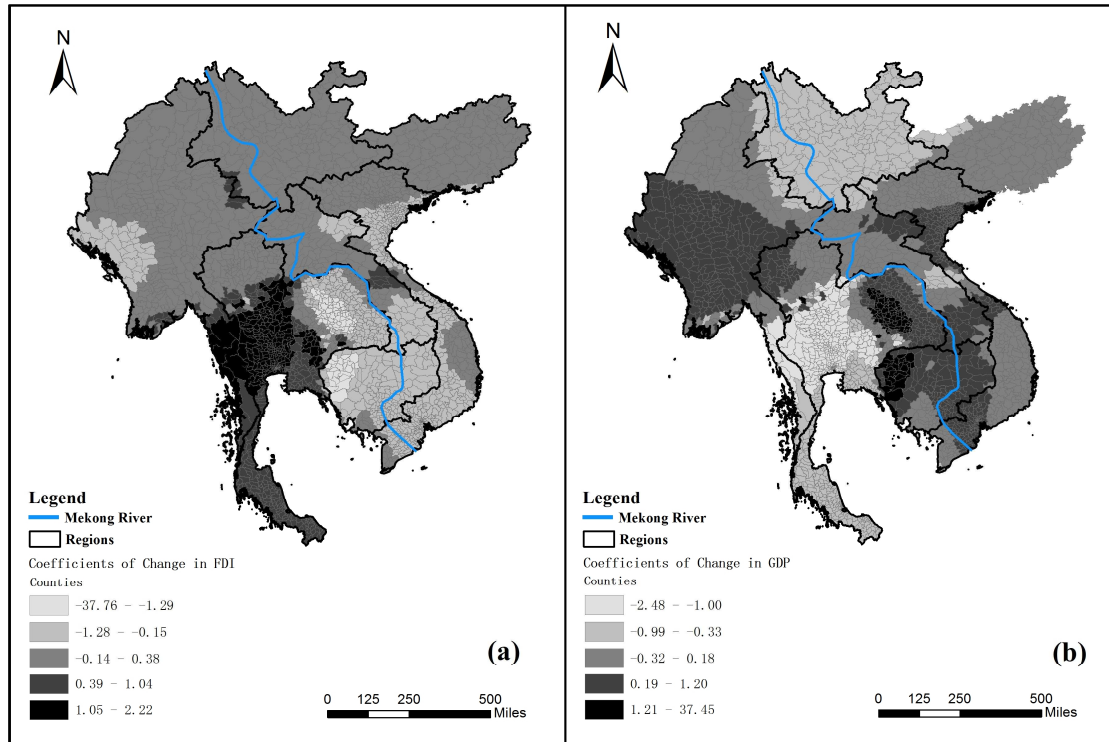 N
Legend
Mekong River
Regions
Coefficients of Change in FDI
Counties
-37.76 - -1.29
-1.28 - -0.15
-0.14 - 0.38
0.39 - 1.04
1.05 - 2.22
(a)
0 125 250 500
Miles
N
Legend
Mekong River
Regions
Coefficients of Change in GDP
Counties
-2.48 - -1.00
-0.99 - -0.33
-0.32 - 0.18
0.19 - 1.20
1.21 - 37.45
(b)
0 125 250 500
Miles